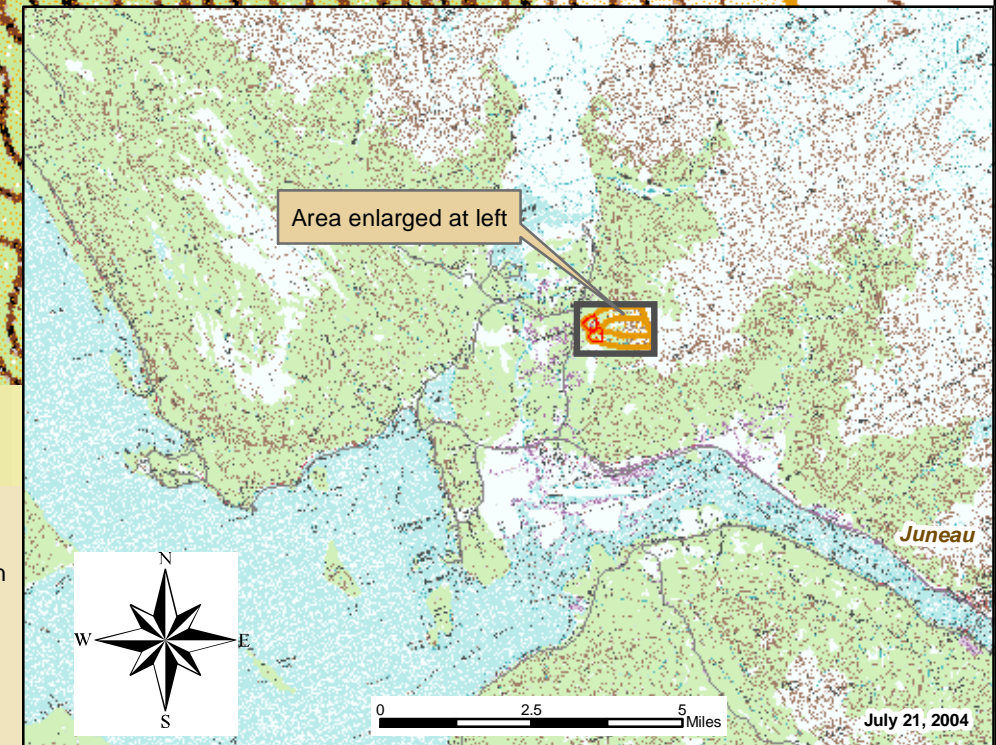 Area enlarged at left
Juneau
n
N
W E
S
0 2.5 5
Miles
July 21, 2004